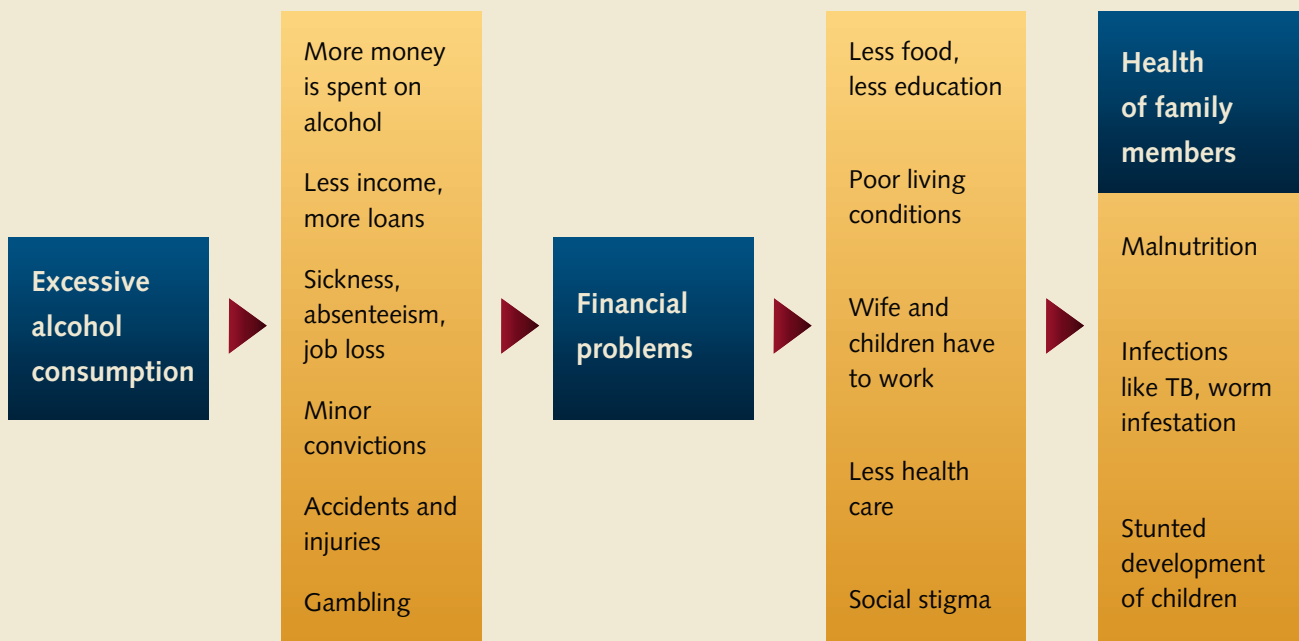 Excessive
alcohol
consumption
More money
is spent on
alcohol
Less income,
more loans
Sickness,
absenteeism,
job loss
Minor
convictions
Accidents and
injuries
Gambling
Financial
problems
Less food,
less education
Poor living
conditions
Wife and
children have
to work
Less health
care
Social stigma
Health
of family
members
Malnutrition
Infections
like TB, worm
infestation
Stunted
development
of children